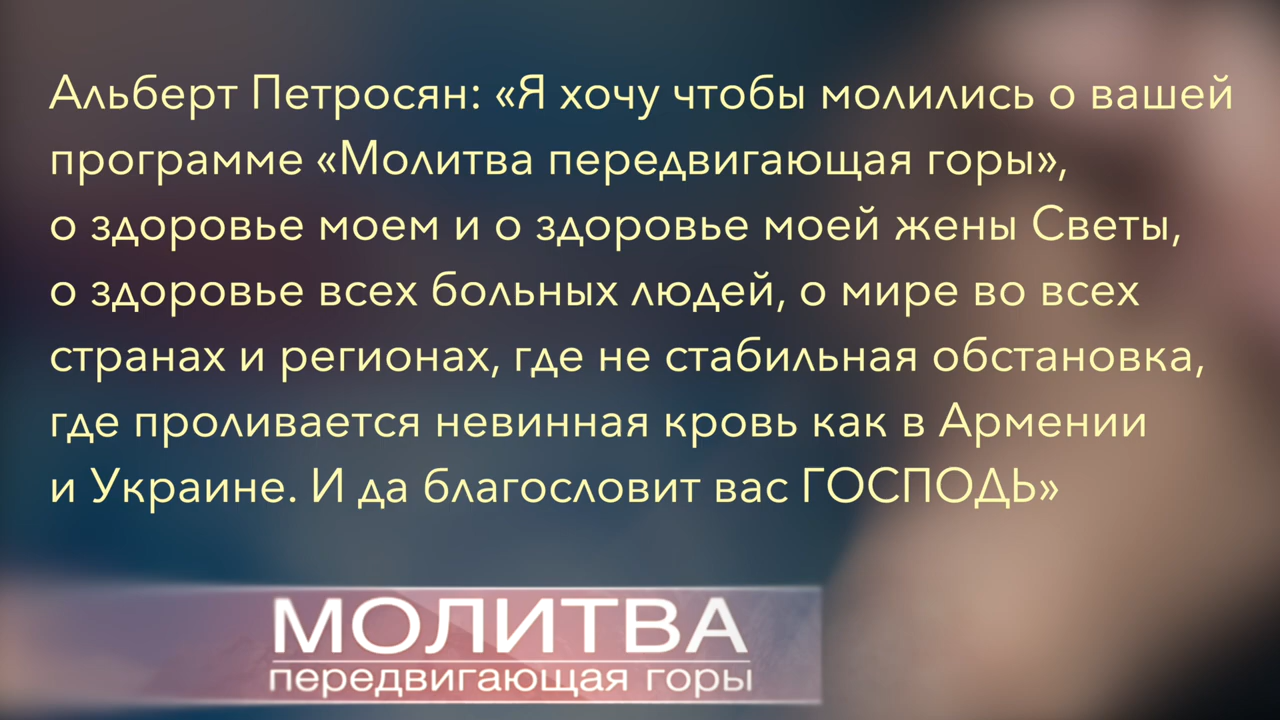 Альберт Петросян: «Я хочу чтобы молились о вашей
программе «Молитва передвигающая горы»,
о здоровье моем и о здоровье моей жены Светы,
о здоровье всех больных людей, о мире во всех
странах и регионах, где не стабильная обстановка,
где проливается невинная кровь как в Армении
и Украине. И да благословит вас ГОСПОДЬ»
МОЛИТВА
передвигающая горы